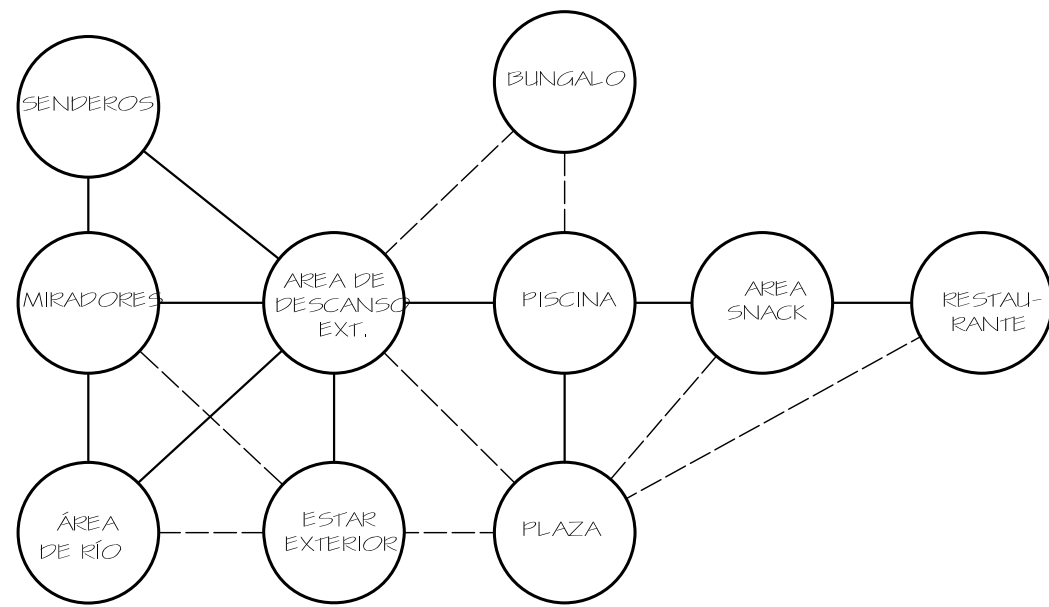 SENDEROS
BUNGALO
MIRADORES
AREA DE
DESCANSO
EXT.
PISCINA
AREA
SNACK
RESTAU-
RANTE
ÁREA
DE RÍO
ESTAR
EXTERIOR
PLAZA